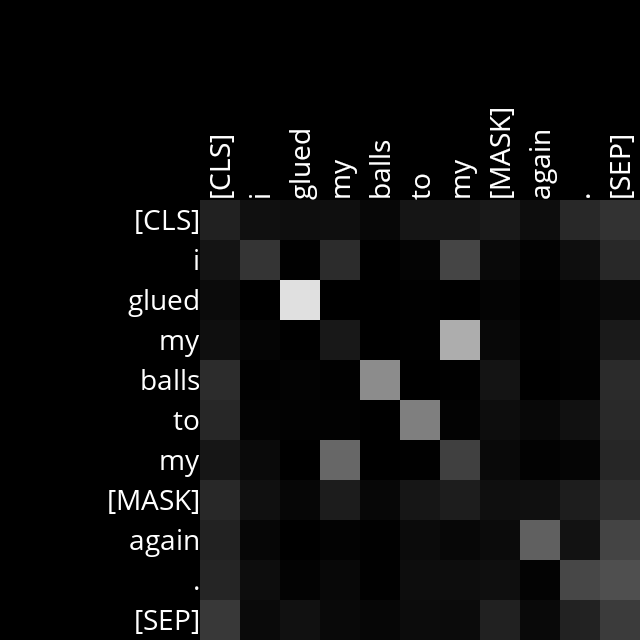 [CLS] i glued my balls to my [MASK] again . [SEP]
[CLS]
i
glued
my
balls
to
my
[MASK]
again
.
[SEP]